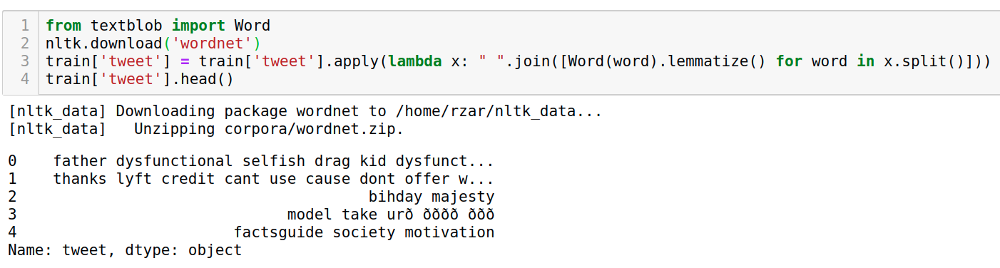 1 from textblob import Word
2 nltk.download('wordnet')
3 train['tweet'] = train['tweet'].apply(lambda x: " ".join([Word(word).lemmatize() for word in x.split()]))
4 train['tweet'].head()
[nltk_data] Downloading package wordnet to /home/rzar/nltk_data...
[nltk_data]   Unzipping corpora/wordnet.zip.
0    father dysfunctional selfish drag kid dysfunct...
1    thanks lyft credit cant use cause dont offer w...
2                                       bihday majesty
3                              model take urð ðððð ððð
4                        factsguide society motivation
Name: tweet, dtype: object